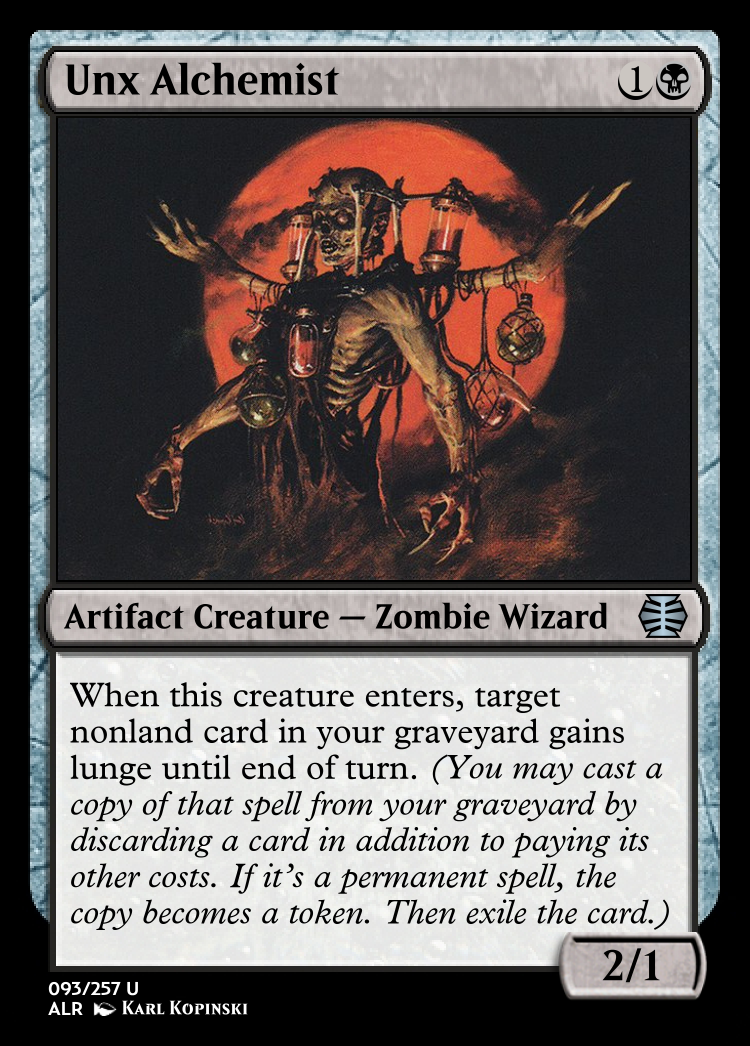 Unx Alchemist 1
Artifact Creature — Zombie Wizard
When this creature enters, target
nonland card in your graveyard gains
lunge until end of turn. (You may cast a
copy of that spell from your graveyard by
discarding a card in addition to paying its
other costs. If it's a permanent spell, the
copy becomes a token. Then exile the card.)
2/1
093/257 U
ALR Karl Kopinski